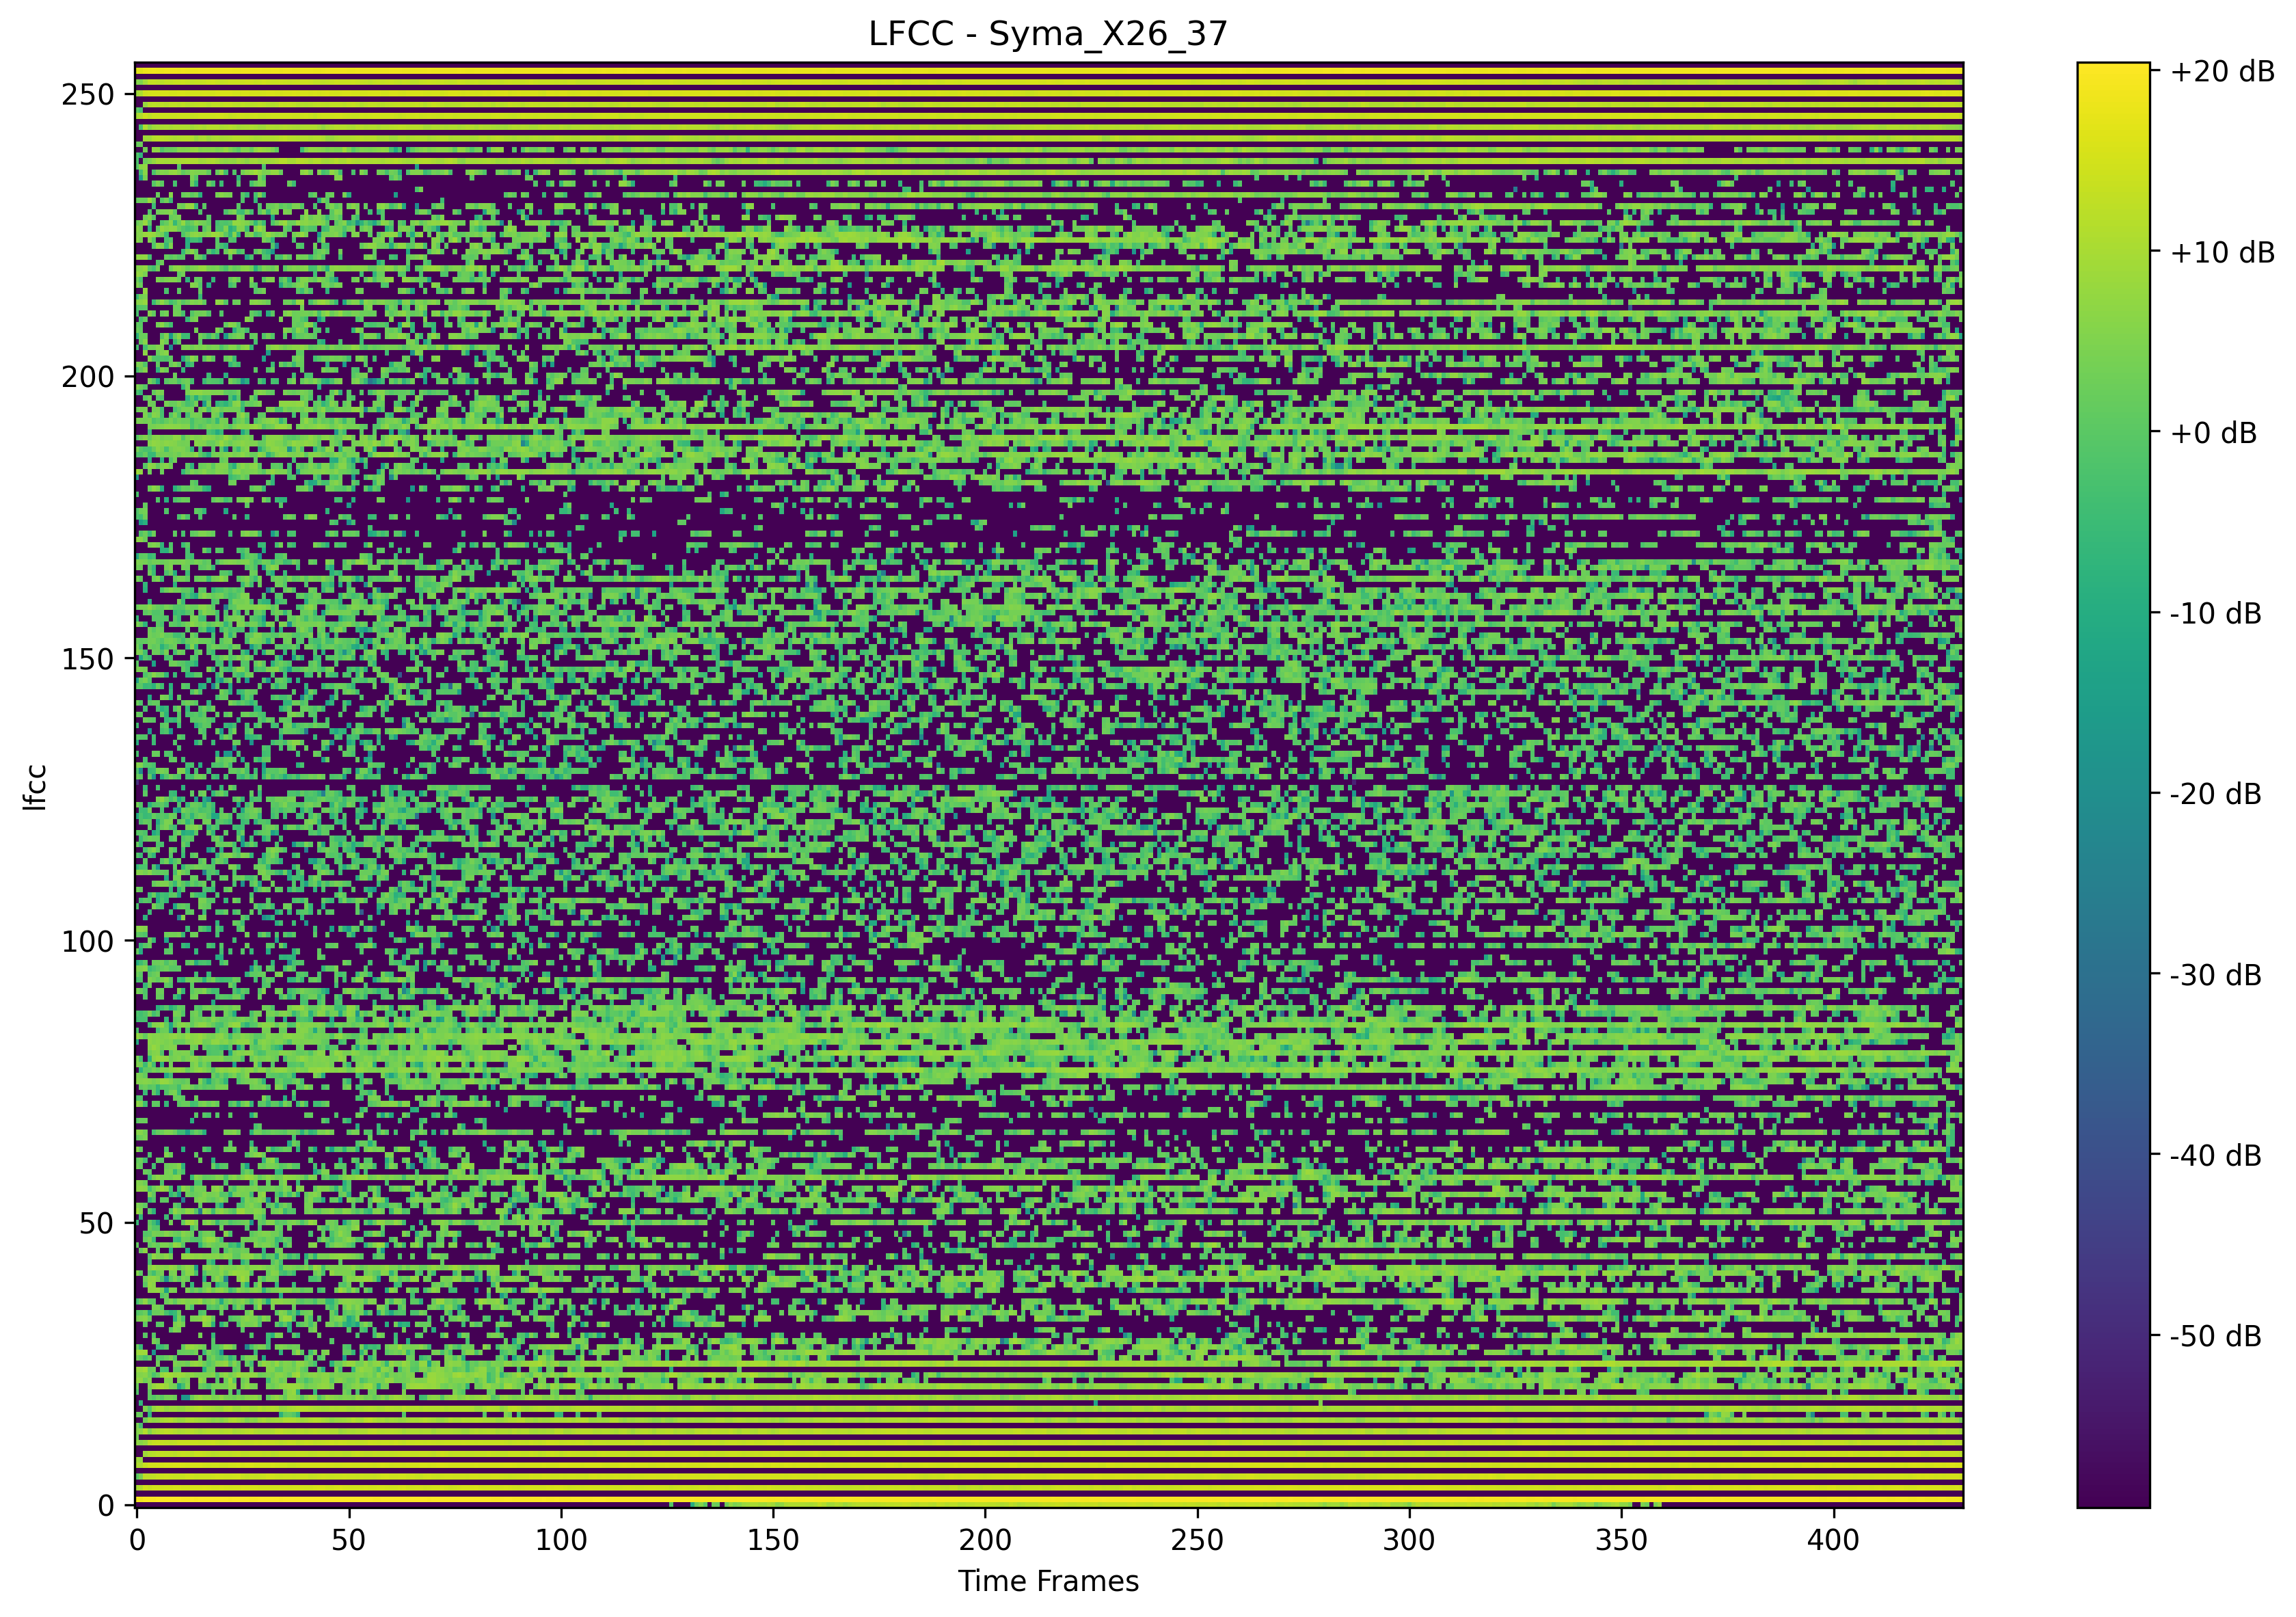 LFCC - Syma_X26_37
lfcc
250
200
150
100
50
0
0 50 100 150 200 250 300 350 400
Time Frames
+20 dB
+10 dB
+0 dB
-10 dB
-20 dB
-30 dB
-40 dB
-50 dB